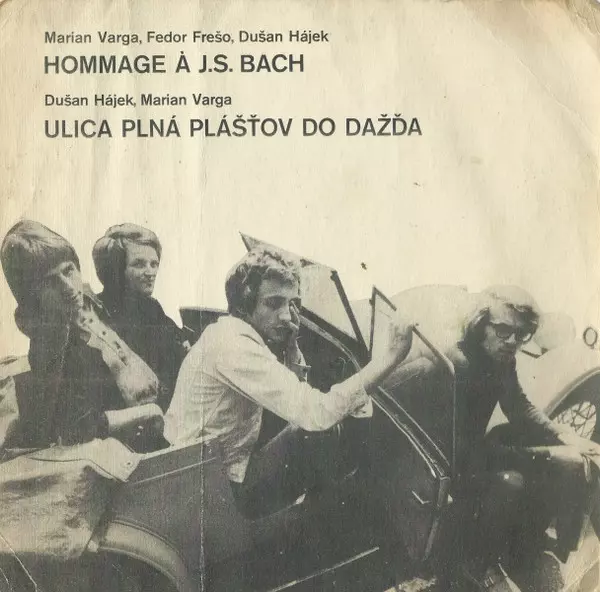 Marian Varga, Fedor Frešo, Dušan Hájek
HOMMAGE À J.S. BACH
Dušan Hájek, Marian Varga
ULICA PLNÁ PLÁŠŤOV DO DAŽĎA
Q